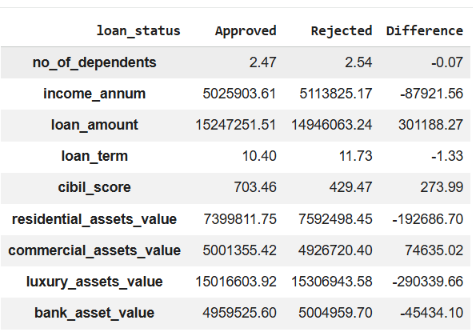 loan_status Approved Rejected Difference
no_of_dependents 2.47 2.54 -0.07
income_annum 5025903.61 5113825.17 -87921.56
loan_amount 15247251.51 14946063.24 301188.27
loan_term 10.40 11.73 -1.33
cibil_score 703.46 429.47 273.99
residential_assets_value 7399811.75 7592498.45 -192686.70
commercial_assets_value 5001355.42 4926720.40 74635.02
luxury_assets_value 15016603.92 15306943.58 -290339.66
bank_asset_value 4959525.60 5004959.70 -45434.10